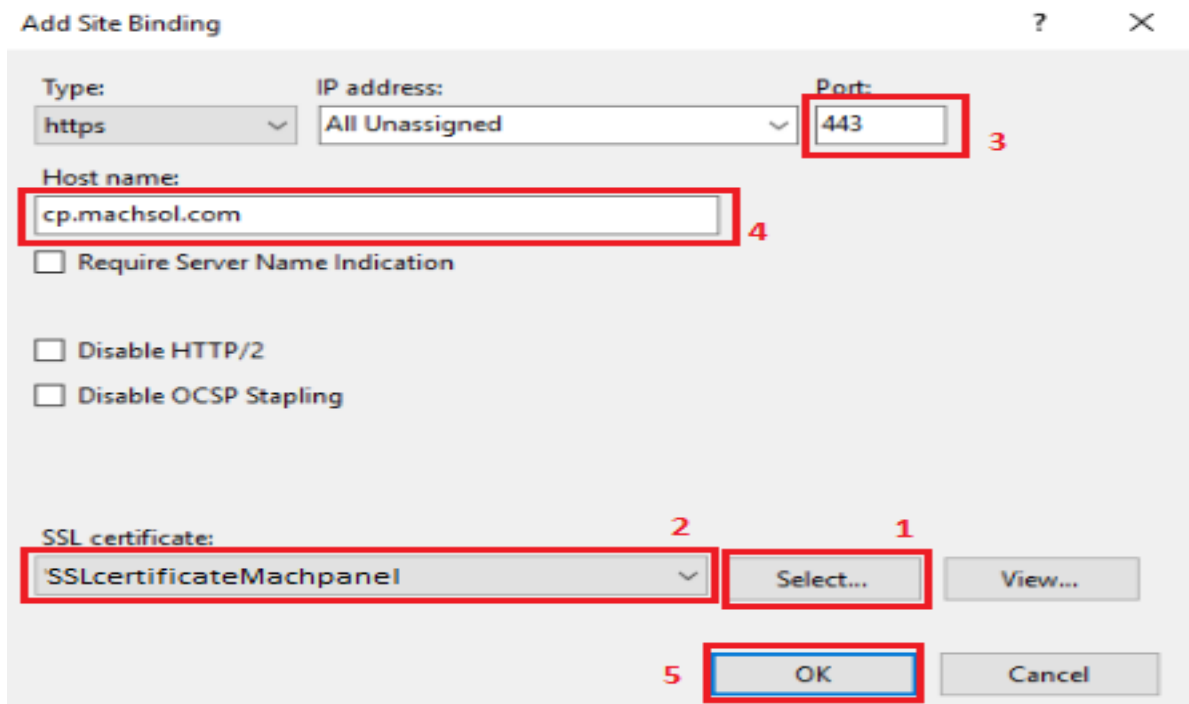 Add Site Binding ? ✕
Type: IP address: Port:
https All Unassigned 443 3
Host name:
cp.machsol.com 4
Require Server Name Indication
Disable HTTP/2
Disable OCSP Stapling
SSL certificate: 2 1
'SSLcertificateMachpanel Select... View...
5 OK Cancel